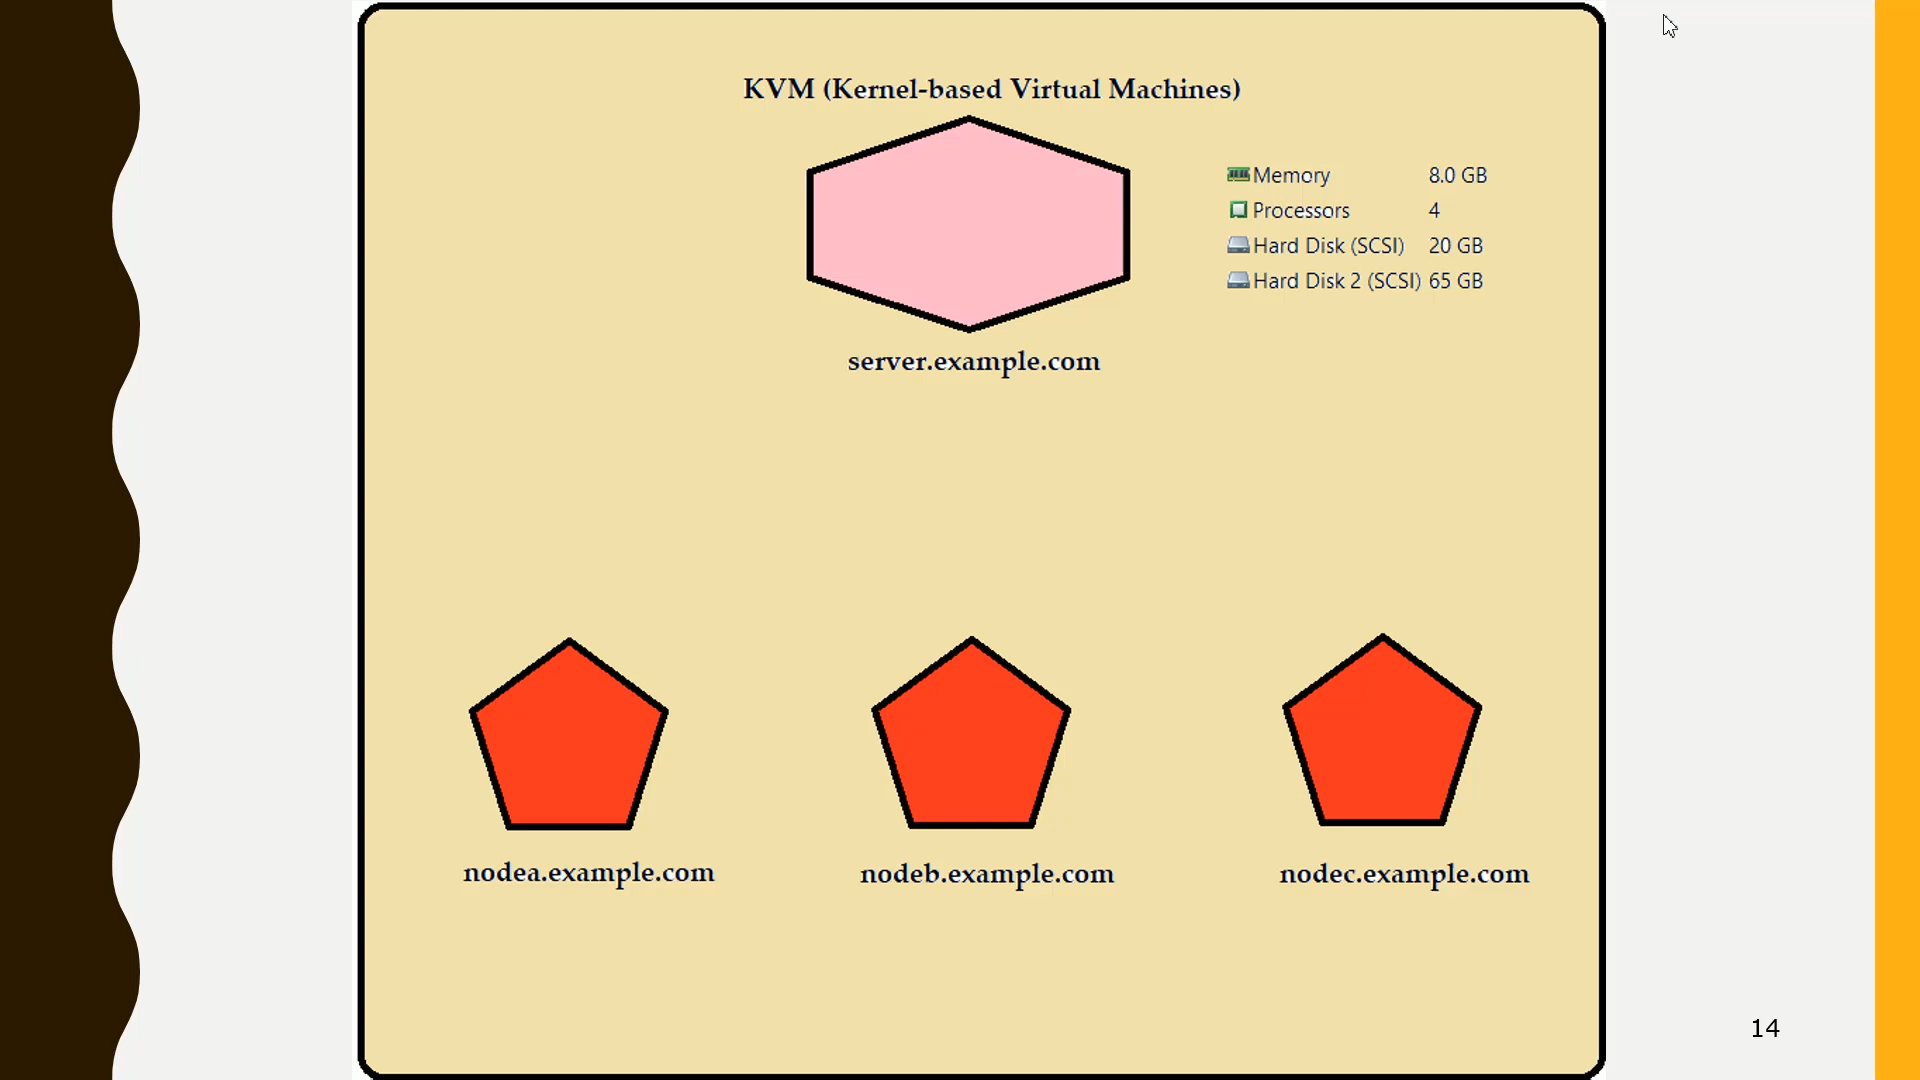 KVM (Kernel-based Virtual Machines)
Memory 8.0 GB
Processors 4
Hard Disk (SCSI) 20 GB
Hard Disk 2 (SCSI) 65 GB
server.example.com
nodea.example.com
nodeb.example.com
nodec.example.com
14